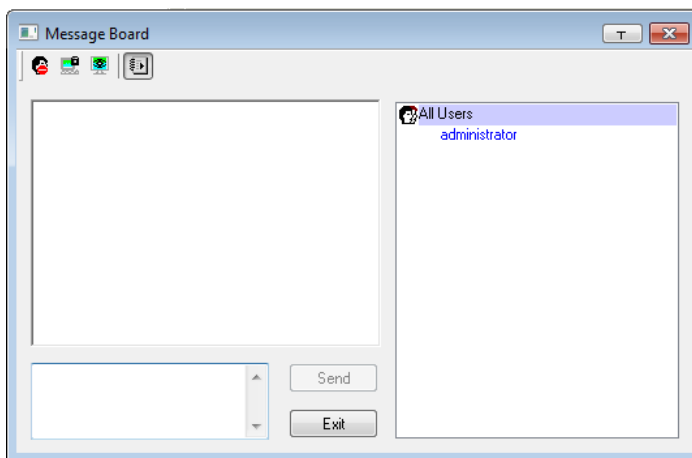 Message Board
All Users
administrator
Send
Exit